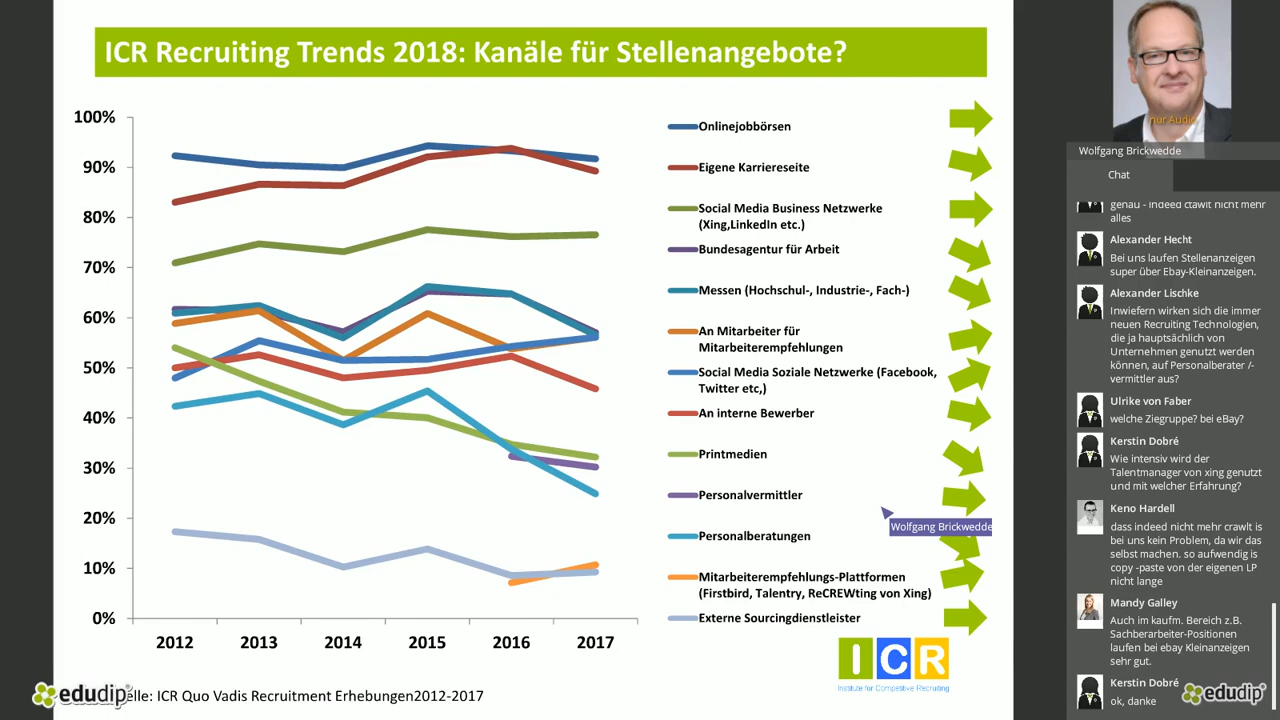 ICR Recruiting Trends 2018: Kanäle für Stellenangebote?
100%
90%
80%
70%
60%
50%
40%
30%
20%
10%
0%
2012 2013 2014 2015 2016 2017
Onlinejobbörsen
Eigene Karriereseite
Social Media Business Netzwerke
(Xing,LinkedIn etc.)
Bundesagentur für Arbeit
Messen (Hochschul-, Industrie-, Fach-)
An Mitarbeiter für
Mitarbeiterempfehlungen
Social Media Soziale Netzwerke (Facebook,
Twitter etc,)
An interne Bewerber
Printmedien
Personalvermittler
Wolfgang Brickwedde
Personalberatungen
Mitarbeiterempfehlungs-Plattformen
(Firstbird, Talentry, ReCREWting von Xing)
Externe Sourcingdienstleister
ICR
Institute for Competitive Recruiting
edudip
elle: ICR Quo Vadis Recruitment Erhebungen2012-2017
nur Audio
Wolfgang Brickwedde
Chat
genau - indeed ctawlt nicht mehr
alles
Alexander Hecht
Bei uns laufen Stellenanzeigen
super über Ebay-Kleinanzeigen.
Alexander Lischke
Inwiefern wirken sich die immer
neuen Recruiting Technologien,
die ja hauptsächlich von
Unternehmen genutzt werden
können, auf Personalberater /-
vermittler aus?
Ulrike von Faber
welche Ziegruppe? bei eBay?
Kerstin Dobré
Wie intensiv wird der
Talentmanager von xing genutzt
und mit welcher Erfahrung?
Keno Hardell
dass indeed nicht mehr crawlt is
bei uns kein Problem, da wir das
selbst machen. so aufwendig is
copy -paste von der eigenen LP
nicht lange
Mandy Galley
Auch im kaufm. Bereich z.B.
Sachberarbeiter-Positionen
laufen bei ebay Kleinanzeigen
sehr gut.
Kerstin Dobré
ok, danke
edudip